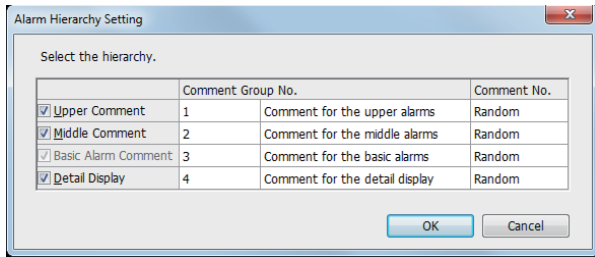 Alarm Hierarchy Setting
Select the hierarchy.
Comment Group No. Comment No.
Upper Comment 1 Comment for the upper alarms Random
Middle Comment 2 Comment for the middle alarms Random
Basic Alarm Comment 3 Comment for the basic alarms Random
Detail Display 4 Comment for the detail display Random
OK Cancel